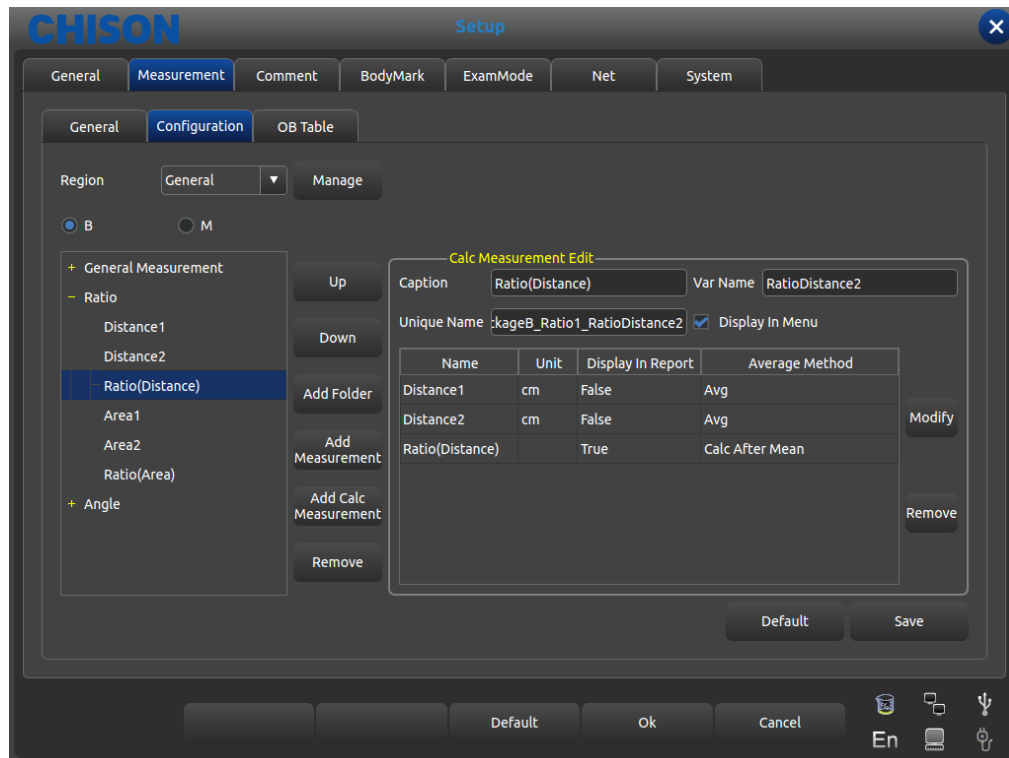 CHISON
Setup
General Measurement Comment BodyMark ExamMode Net System
General Configuration OB Table
Region General Manage
B M
+ General Measurement
− Ratio
Distance1
Distance2
Ratio(Distance)
Area1
Area2
Ratio(Area)
+ Angle
Up
Down
Add Folder
Add
Measurement
Add Calc
Measurement
Remove
Calc Measurement Edit
Caption Ratio(Distance) Var Name RatioDistance2
Unique Name ckageB_Ratio1_RatioDistance2 Display In Menu
Name Unit Display In Report Average Method
Distance1 cm False Avg
Distance2 cm False Avg
Ratio(Distance) True Calc After Mean
Modify
Remove
Default Save
Default Ok Cancel
En